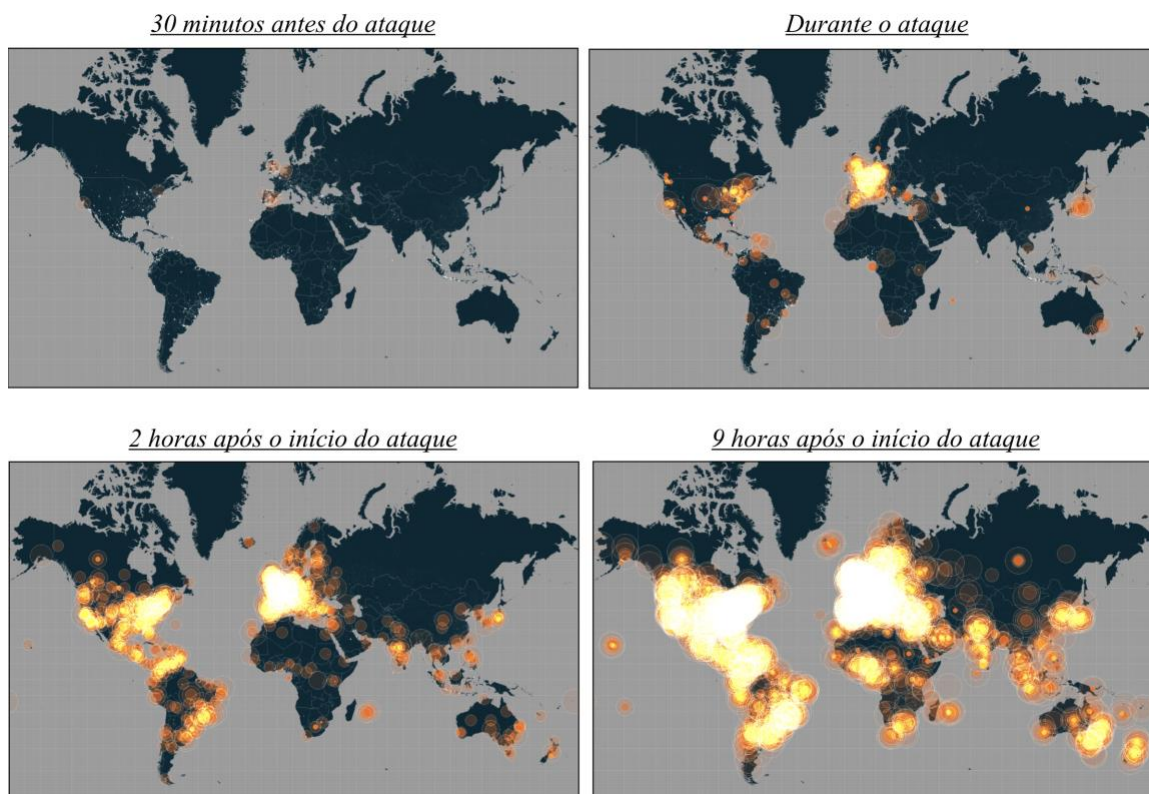 30 minutos antes do ataque
Durante o ataque
2 horas após o início do ataque
9 horas após o início do ataque